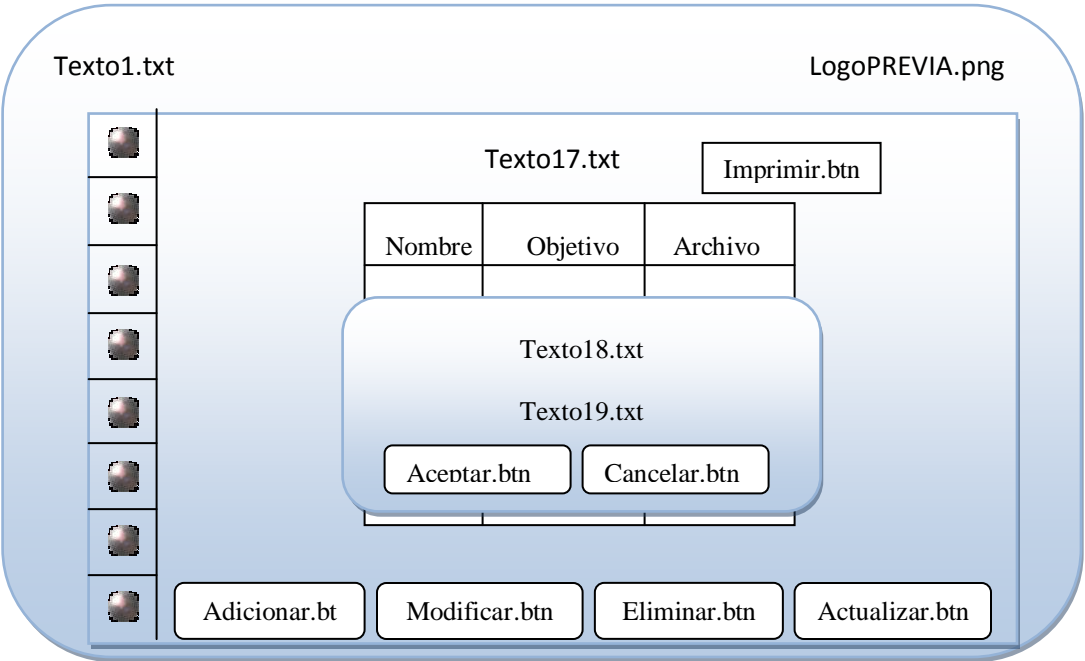 Texto1.txt
LogoPREVIA.png
Texto17.txt
Imprimir.btn
Nombre
Objetivo
Archivo
Texto18.txt
Texto19.txt
Aceptar.btn
Cancelar.btn
Adicionar.bt
Modificar.btn
Eliminar.btn
Actualizar.btn